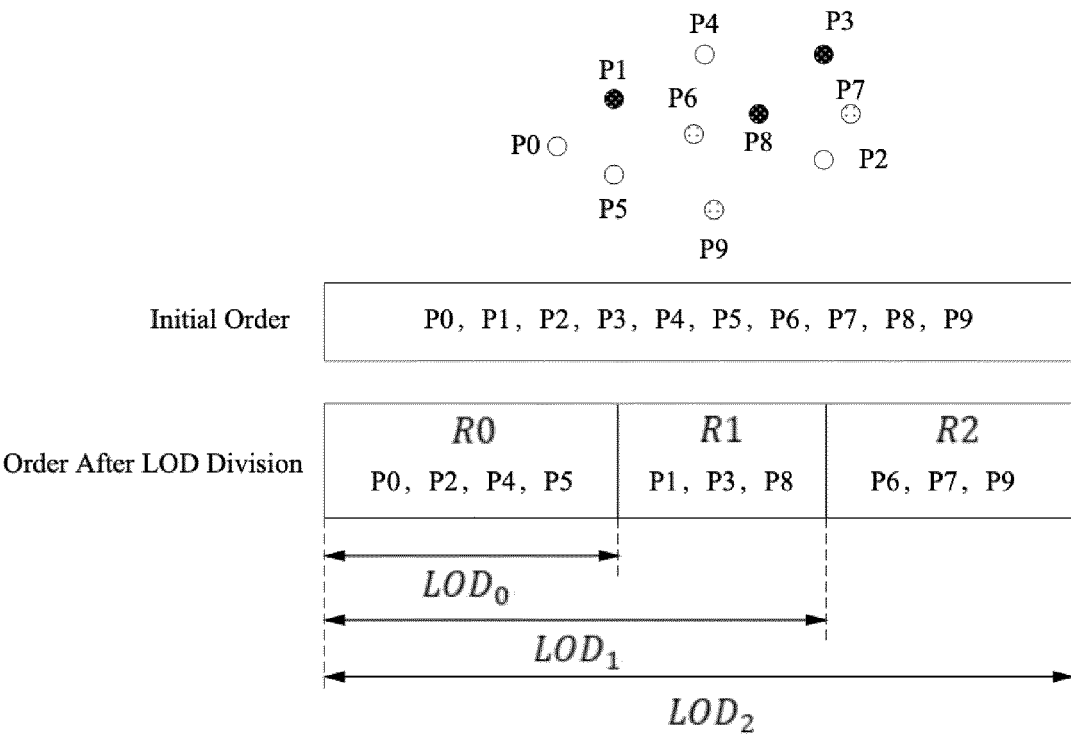 P4 P3
P1
P6 P7
P0 P8 P2
P5
P9
Initial Order P0, P1, P2, P3, P4, P5, P6, P7, P8, P9
R0 R1 R2
Order After LOD Division P0, P2, P4, P5 P1, P3, P8 P6, P7, P9
LOD₀
LOD₁
LOD₂